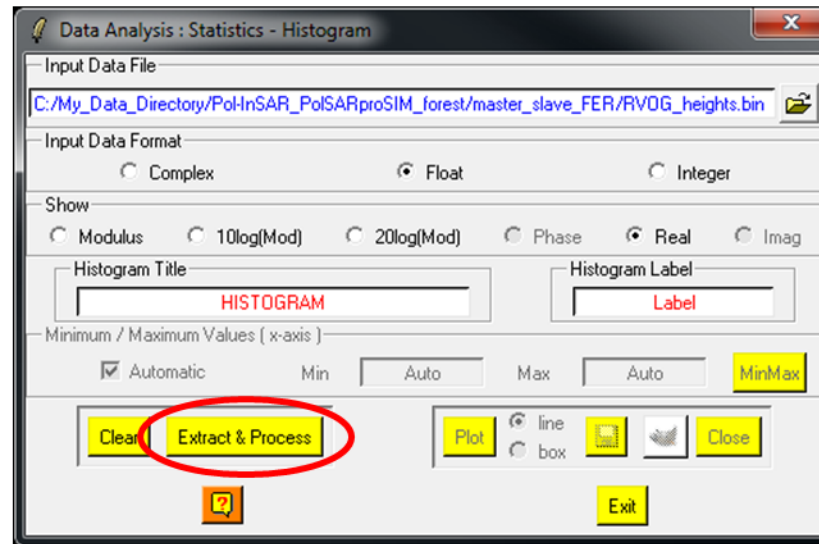 Data Analysis : Statistics - Histogram
Input Data File
C:/My_Data_Directory/Pol-InSAR_PolSARproSIM_forest/master_slave_FER/RVOG_heights.bin
Input Data Format
Complex Float Integer
Show
Modulus 10log(Mod) 20log(Mod) Phase Real Imag
Histogram Title Histogram Label
HISTOGRAM Label
Minimum / Maximum Values ( x-axis )
Automatic Min Auto Max Auto MinMax
Clear Extract & Process Plot line box Close
? Exit